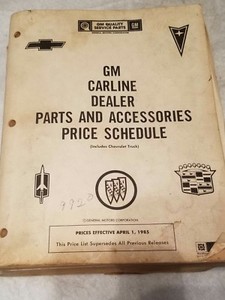 GM QUALITY
SERVICE PARTS
GM
GM
CARLINE
DEALER
PARTS AND ACCESSORIES
PRICE SCHEDULE
(Includes Chevrolet Truck)
GENERAL MOTORS CORPORATION
PRICES EFFECTIVE APRIL 1, 1985
This Price List Supersedes All Previous Releases